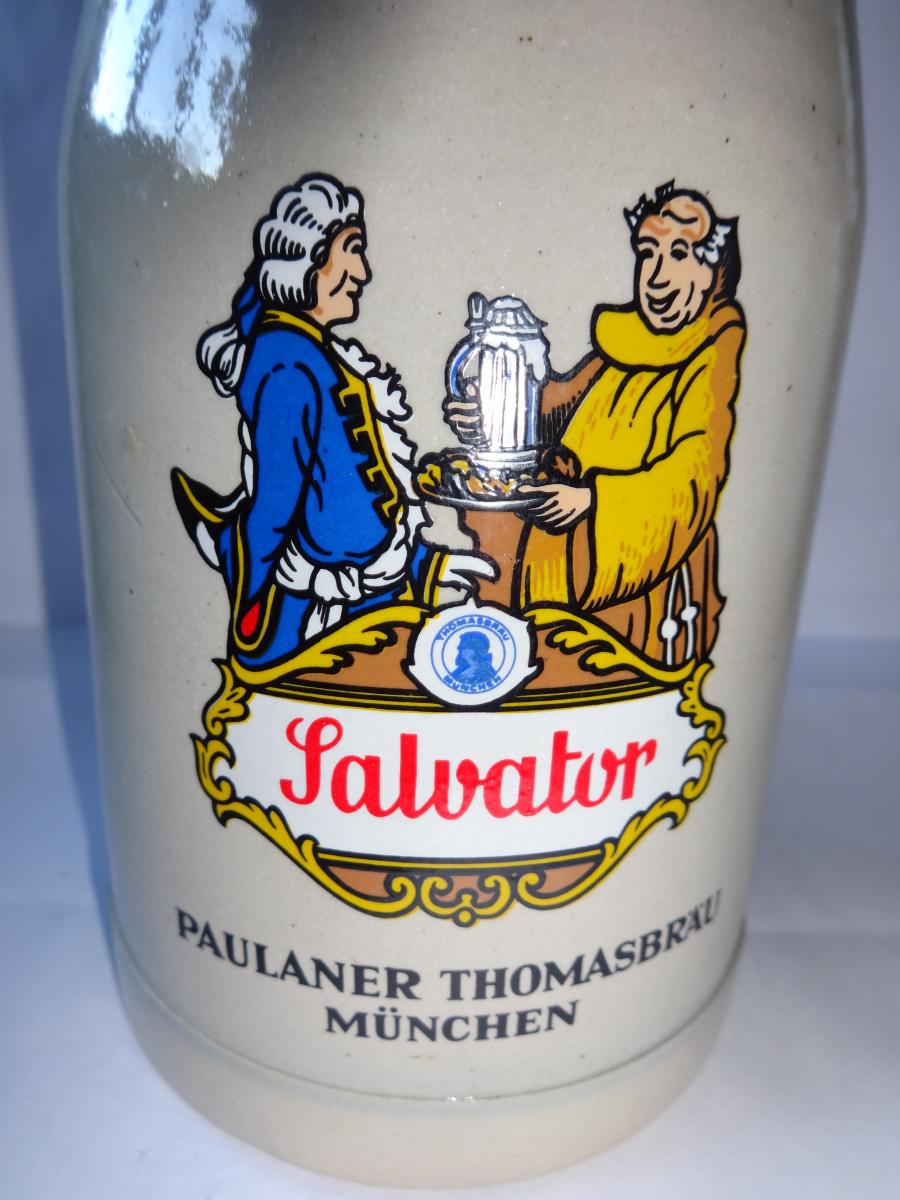 THOMASBRÄU
MÜNCHEN
Salvator
PAULANER THOMASBRÄU
MÜNCHEN